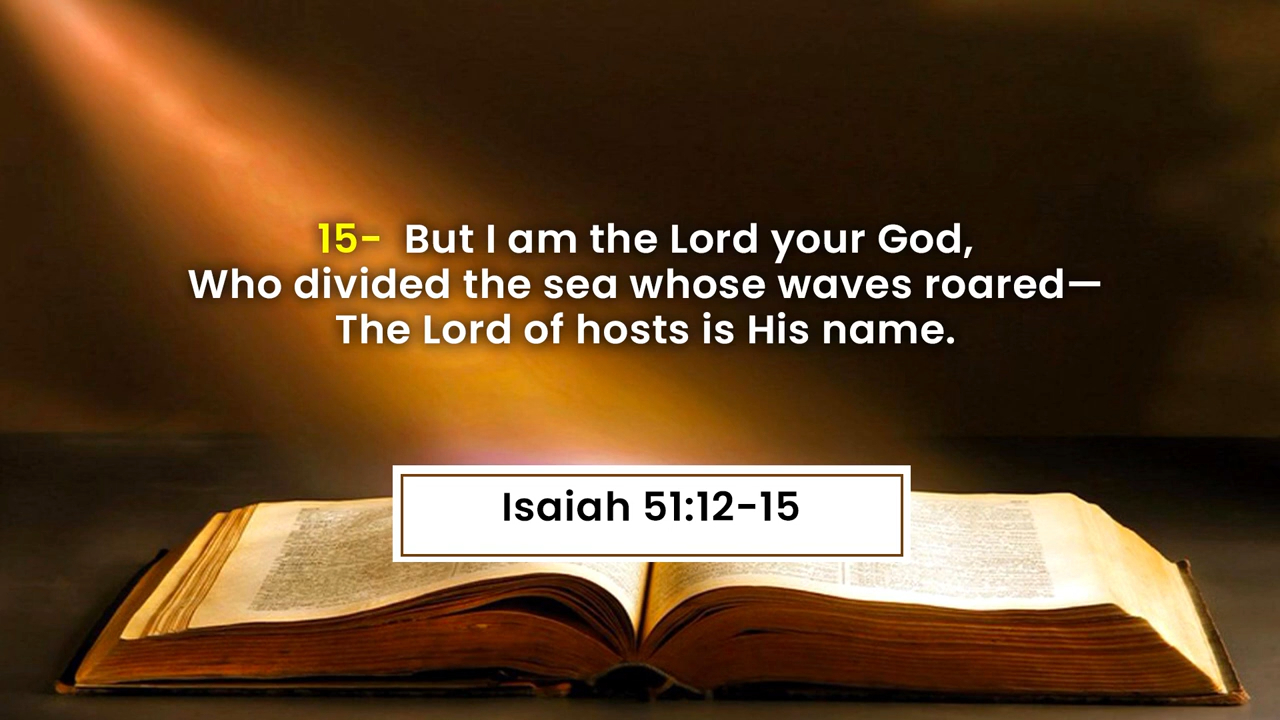 15- But I am the Lord your God,
Who divided the sea whose waves roared—
The Lord of hosts is His name.
Isaiah 51:12-15